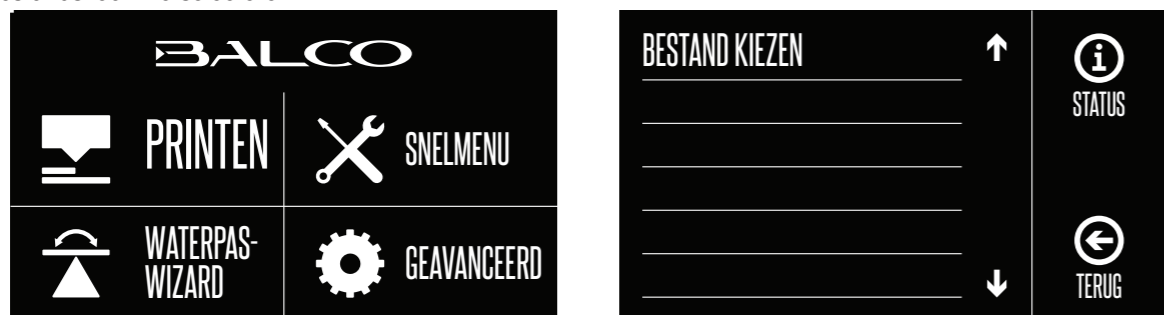 BALCO
PRINTEN
SNELMENU
WATERPAS-
WIZARD
GEAVANCEERD
BESTAND KIEZEN
STATUS
TERUG